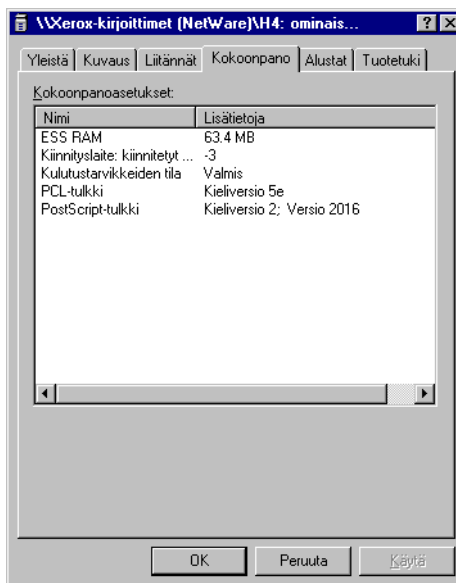 \\Xerox-kirjoittimet (NetWare)\H4: ominais...
Yleistä Kuvaus Liitännät Kokoonpano Alustat Tuotetuki
Kokoonpanoasetukset:
Nimi Lisätietoja
ESS RAM 63.4 MB
Kiinnityslaite: kiinnitetyt ... -3
Kulutustarvikkeiden tila Valmis
PCL-tulkki Kieliversio 5e
PostScript-tulkki Kieliversio 2; Versio 2016
OK Peruuta Käytä